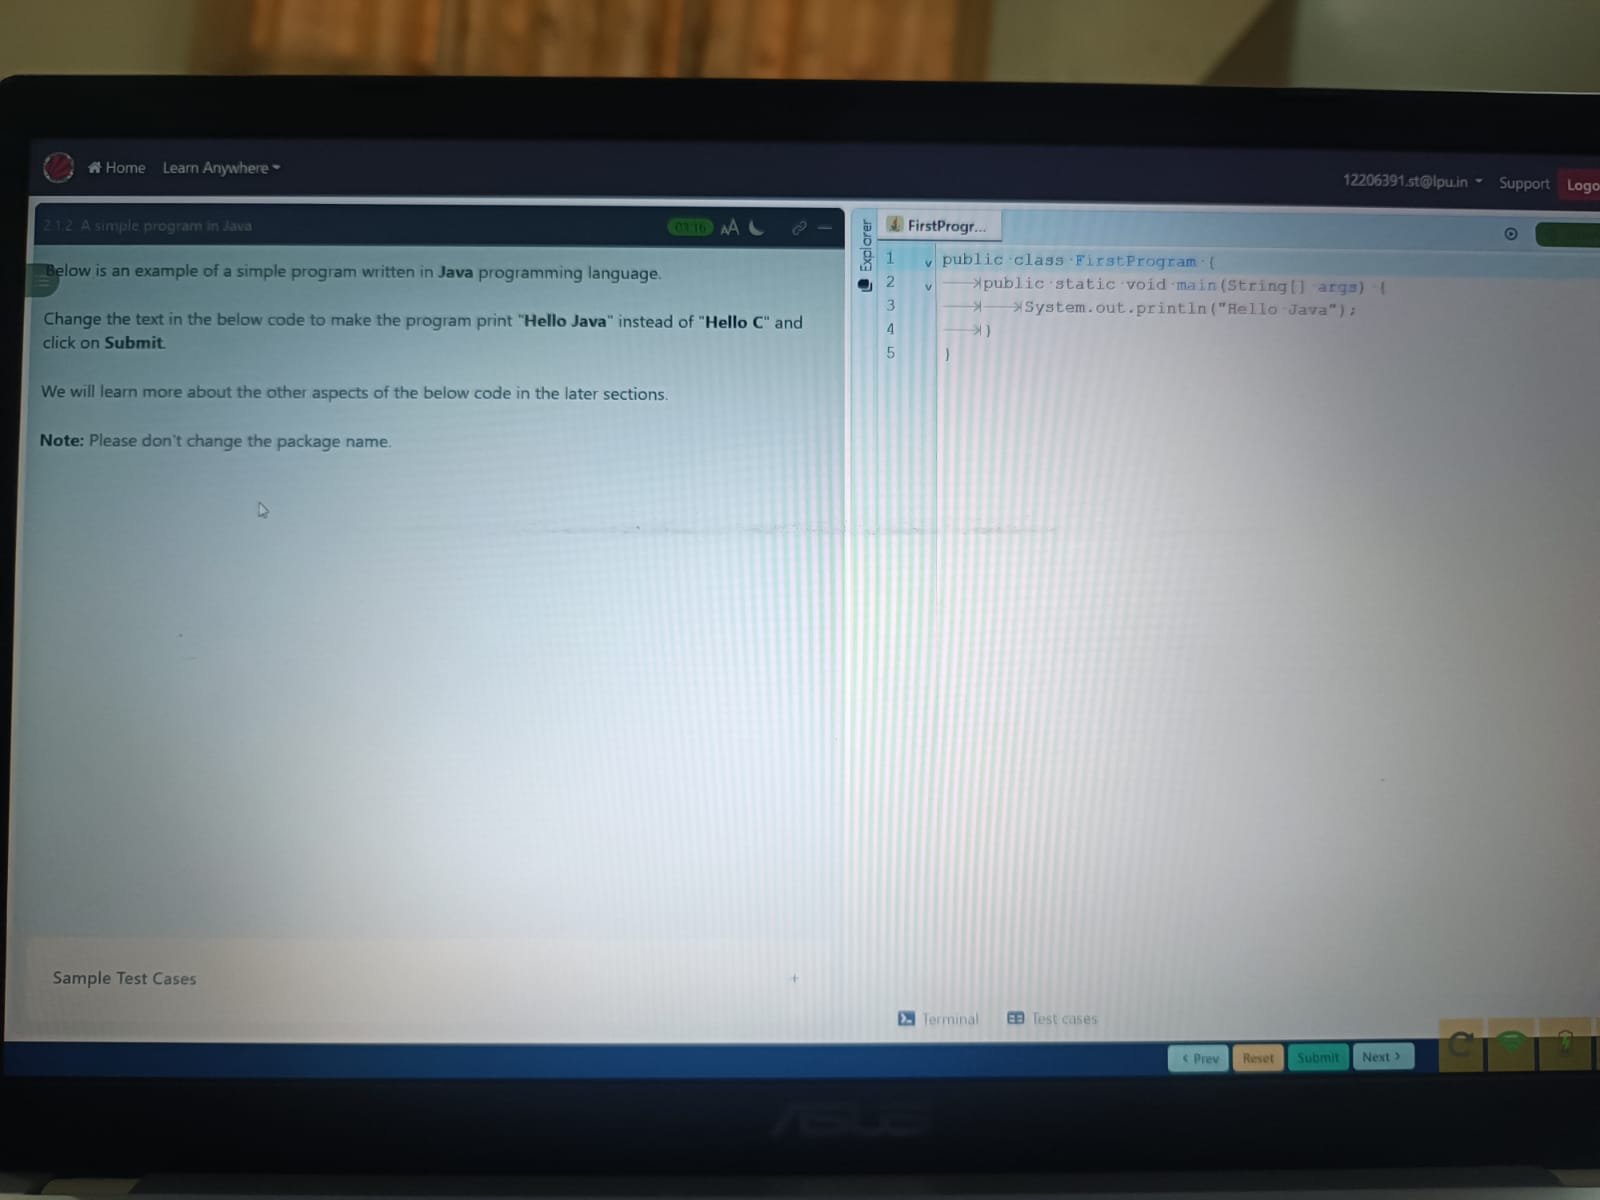 Home Learn Anywhere
12206391.st@lpu.in Support Logo
2.1.2. A simple program in Java
03:16 AA
Below is an example of a simple program written in Java programming language.
Change the text in the below code to make the program print "Hello Java" instead of "Hello C" and
click on Submit.
We will learn more about the other aspects of the below code in the later sections.
Note: Please don't change the package name.
Sample Test Cases +
Explorer
FirstProgr...
1 public class FirstProgram {
2 public static void main(String[] args) {
3 System.out.println("Hello Java");
4 }
5 }
Terminal Test cases
< Prev Reset Submit Next >
ASUS